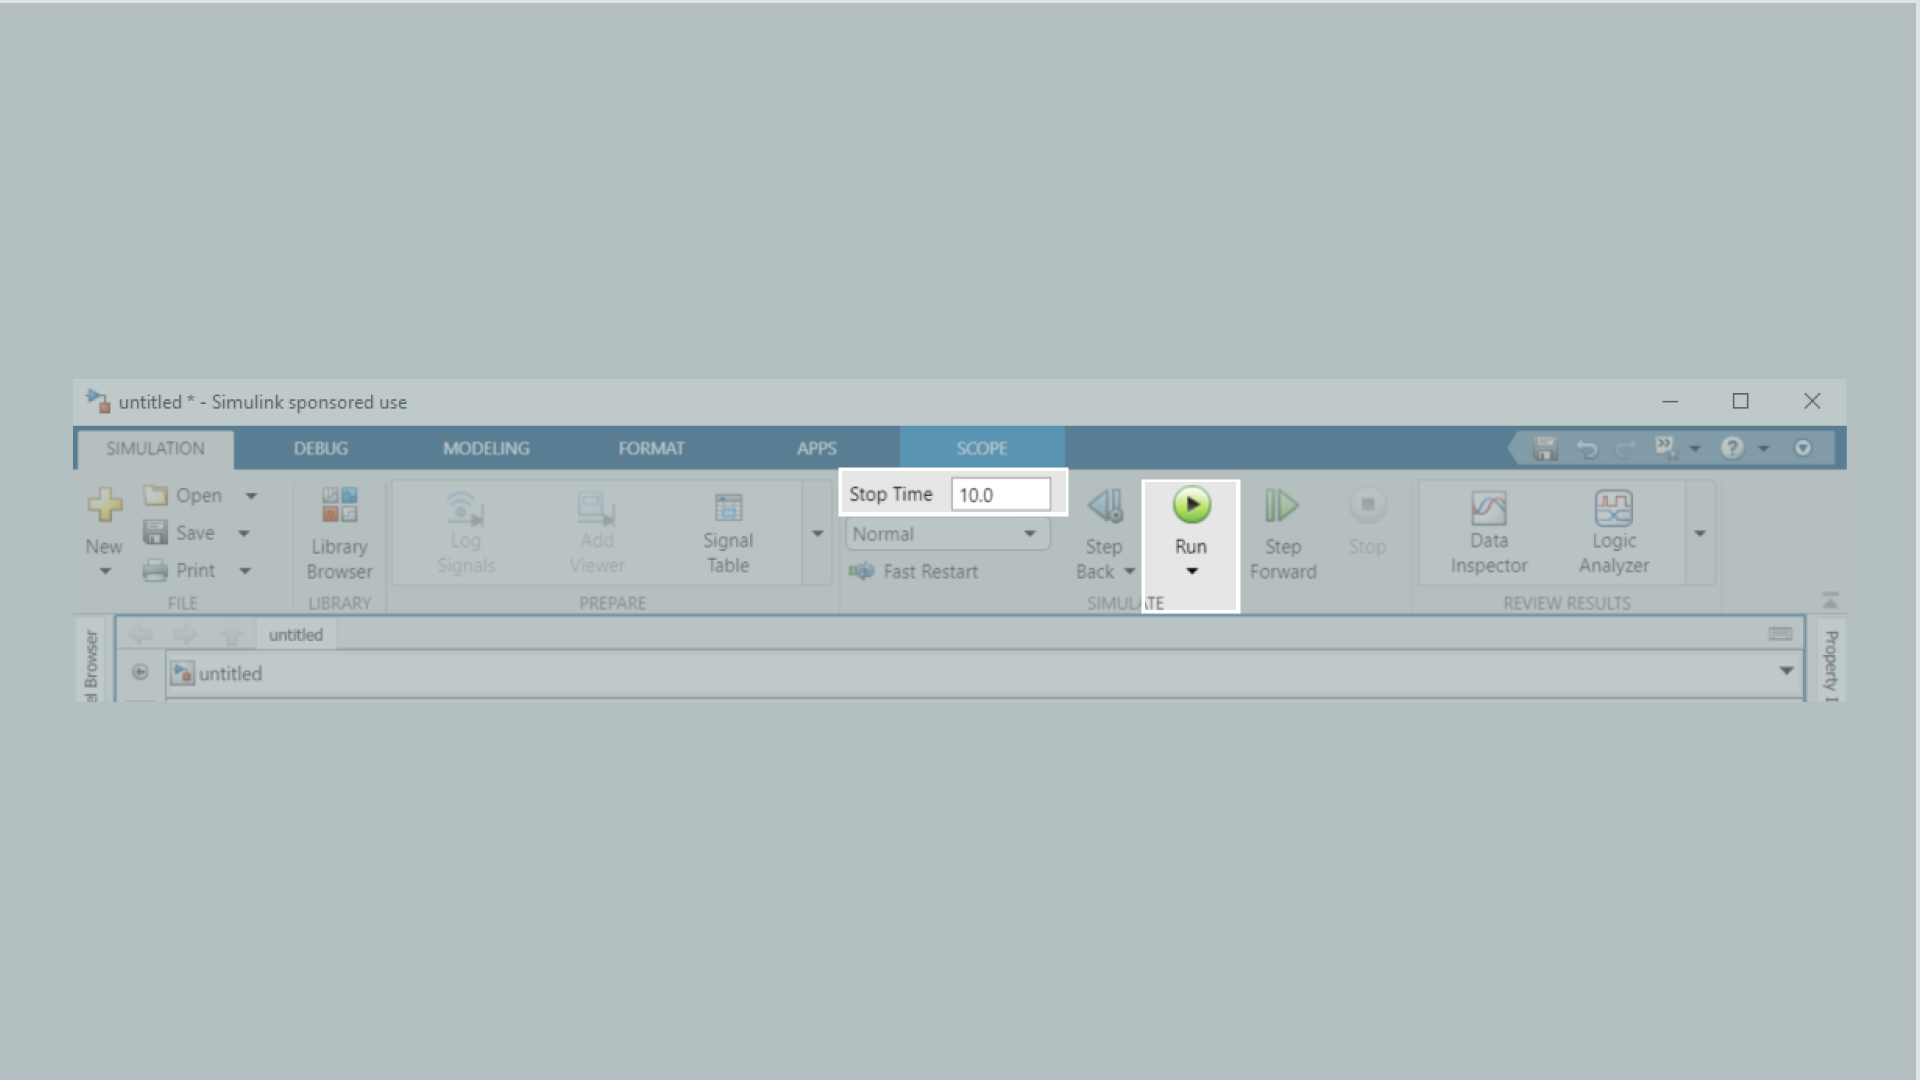 untitled * - Simulink sponsored use
SIMULATION DEBUG MODELING FORMAT APPS SCOPE
New
Open
Save
Print
FILE
Library
Browser
LIBRARY
Log
Signals
Add
Viewer
Signal
Table
PREPARE
Stop Time 10.0
Normal
Fast Restart
Step
Back
Run
Step
Forward
Stop
SIMULATE
Data
Inspector
Logic
Analyzer
REVIEW RESULTS
untitled
untitled
Browser
Property